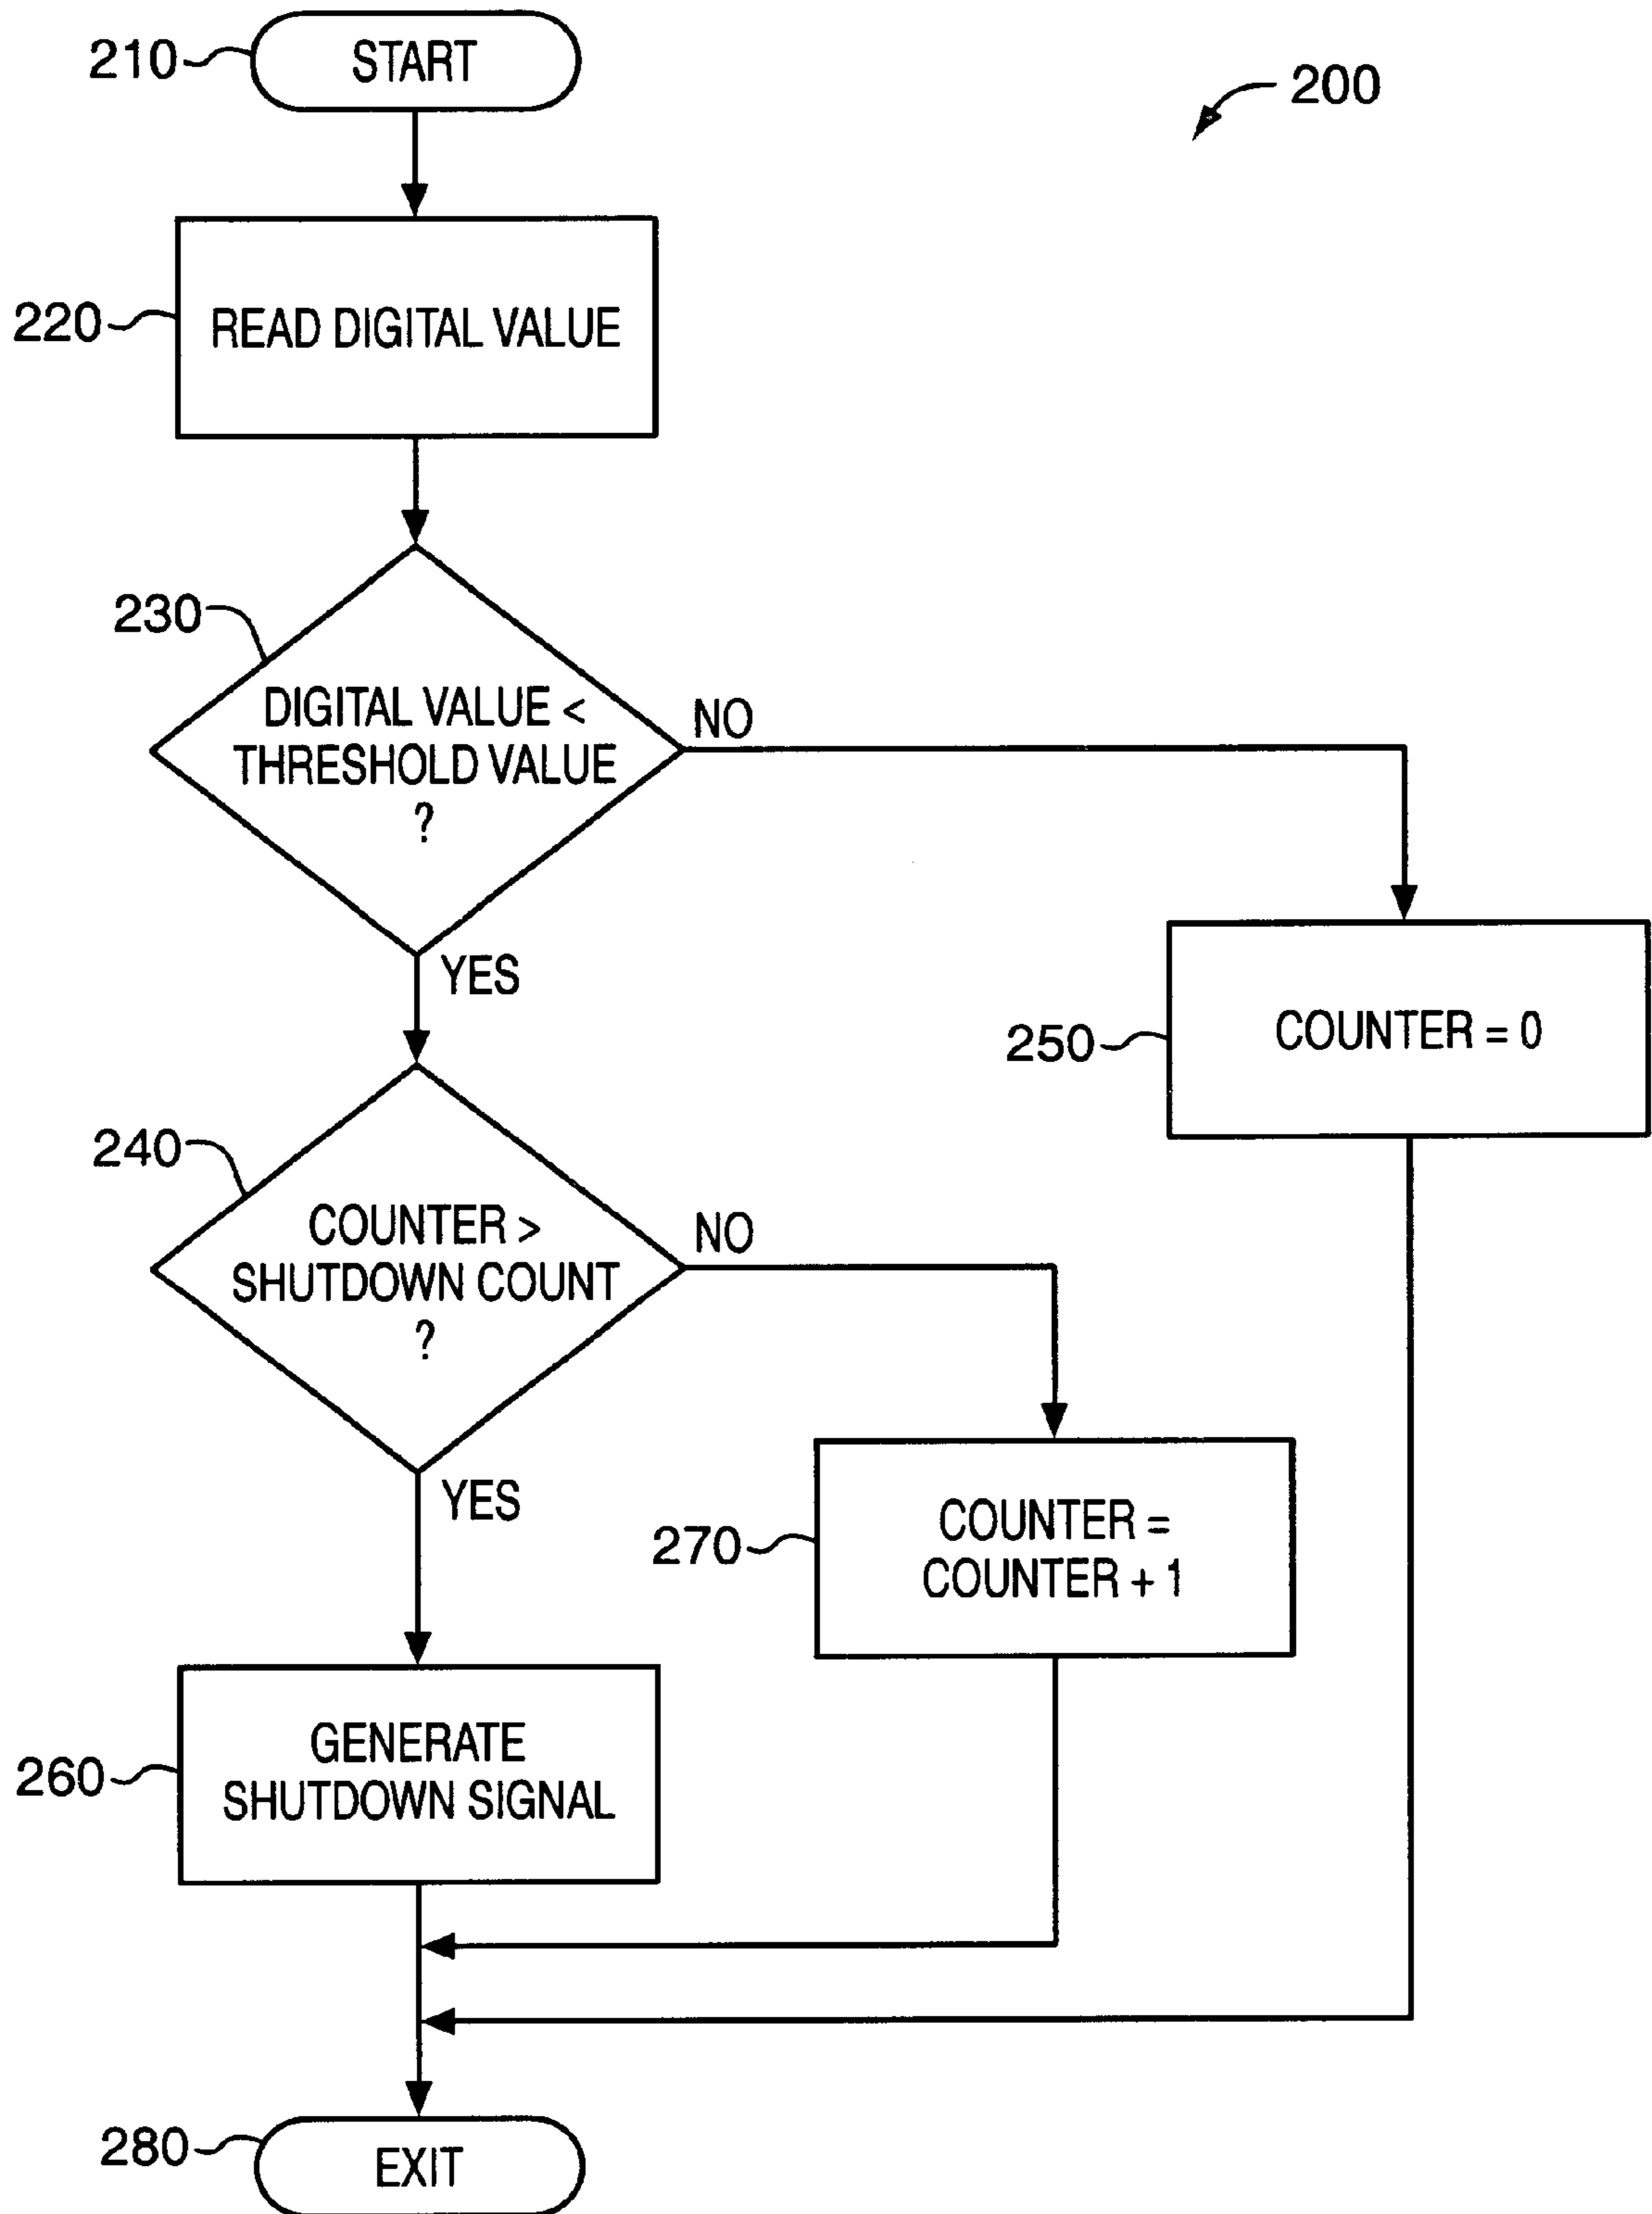 210
START
200
220
READ DIGITAL VALUE
230
DIGITAL VALUE <
THRESHOLD VALUE
?
NO
YES
250
COUNTER = 0
240
COUNTER >
SHUTDOWN COUNT
?
NO
YES
270
COUNTER =
COUNTER + 1
260
GENERATE
SHUTDOWN SIGNAL
280
EXIT